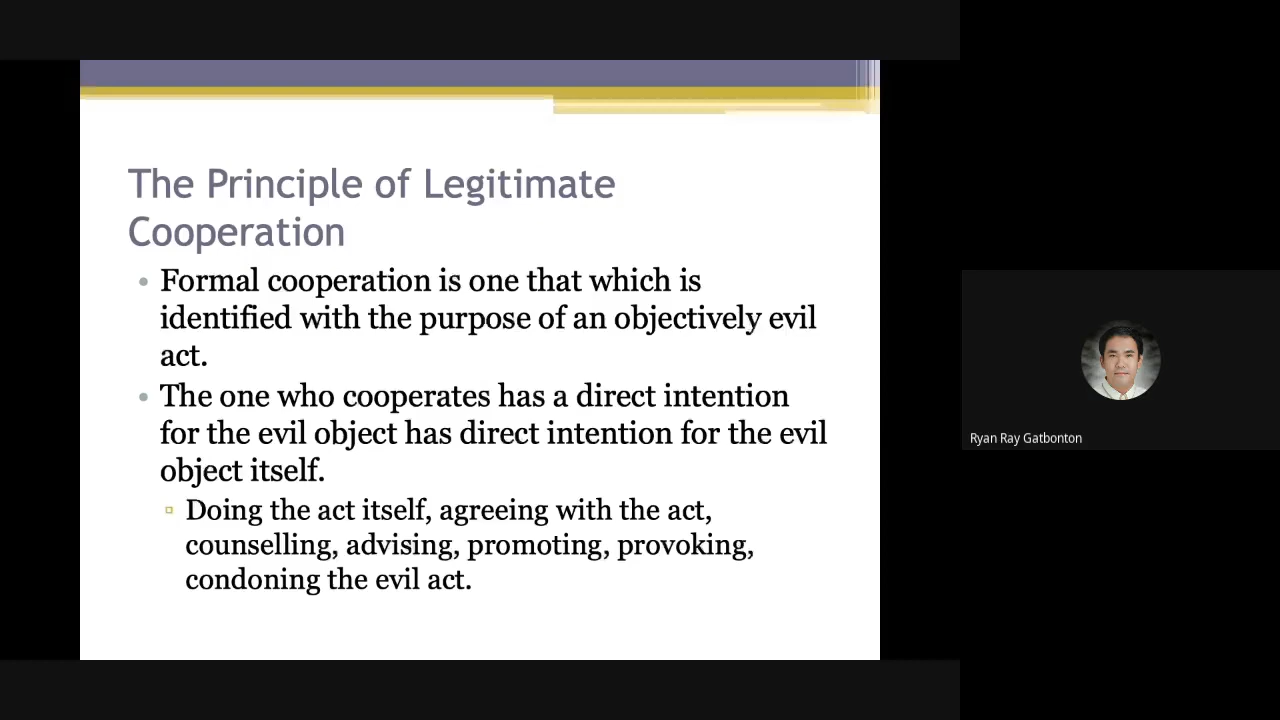 The Principle of Legitimate
Cooperation
• Formal cooperation is one that which is
identified with the purpose of an objectively evil
act.
• The one who cooperates has a direct intention
for the evil object has direct intention for the evil
object itself.
▫ Doing the act itself, agreeing with the act,
counselling, advising, promoting, provoking,
condoning the evil act.
Ryan Ray Gatbonton